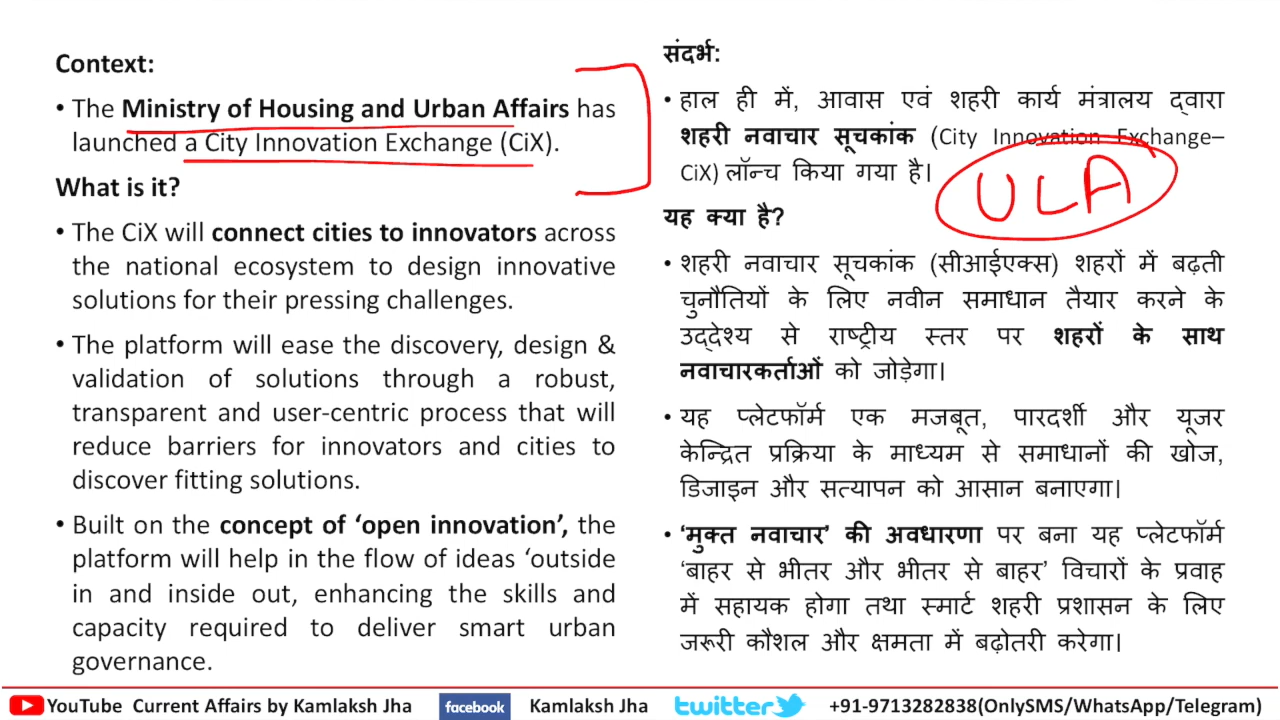 Context:
• The Ministry of Housing and Urban Affairs has
launched a City Innovation Exchange (CiX).
What is it?
• The CiX will connect cities to innovators across
the national ecosystem to design innovative
solutions for their pressing challenges.
• The platform will ease the discovery, design &
validation of solutions through a robust,
transparent and user-centric process that will
reduce barriers for innovators and cities to
discover fitting solutions.
• Built on the concept of ‘open innovation’, the
platform will help in the flow of ideas ‘outside
in and inside out, enhancing the skills and
capacity required to deliver smart urban
governance.
संदर्भ:
• हाल ही में, आवास एवं शहरी कार्य मंत्रालय द्वारा
शहरी नवाचार सूचकांक (City Innovation Exchange–
CiX) लॉन्च किया गया है।
ULA
यह क्या है?
• शहरी नवाचार सूचकांक (सीआईएक्स) शहरों में बढ़ती
चुनौतियों के लिए नवीन समाधान तैयार करने के
उद्देश्य से राष्ट्रीय स्तर पर शहरों के साथ
नवाचारकर्ताओं को जोड़ेगा।
• यह प्लेटफॉर्म एक मजबूत, पारदर्शी और यूजर
केन्द्रित प्रक्रिया के माध्यम से समाधानों की खोज,
डिजाइन और सत्यापन को आसान बनाएगा।
• ‘मुक्त नवाचार’ की अवधारणा पर बना यह प्लेटफॉर्म
‘बाहर से भीतर और भीतर से बाहर’ विचारों के प्रवाह
में सहायक होगा तथा स्मार्ट शहरी प्रशासन के लिए
जरूरी कौशल और क्षमता में बढ़ोतरी करेगा।
YouTube Current Affairs by Kamlaksh Jha facebook Kamlaksh Jha twitter +91-9713282838(OnlySMS/WhatsApp/Telegram)